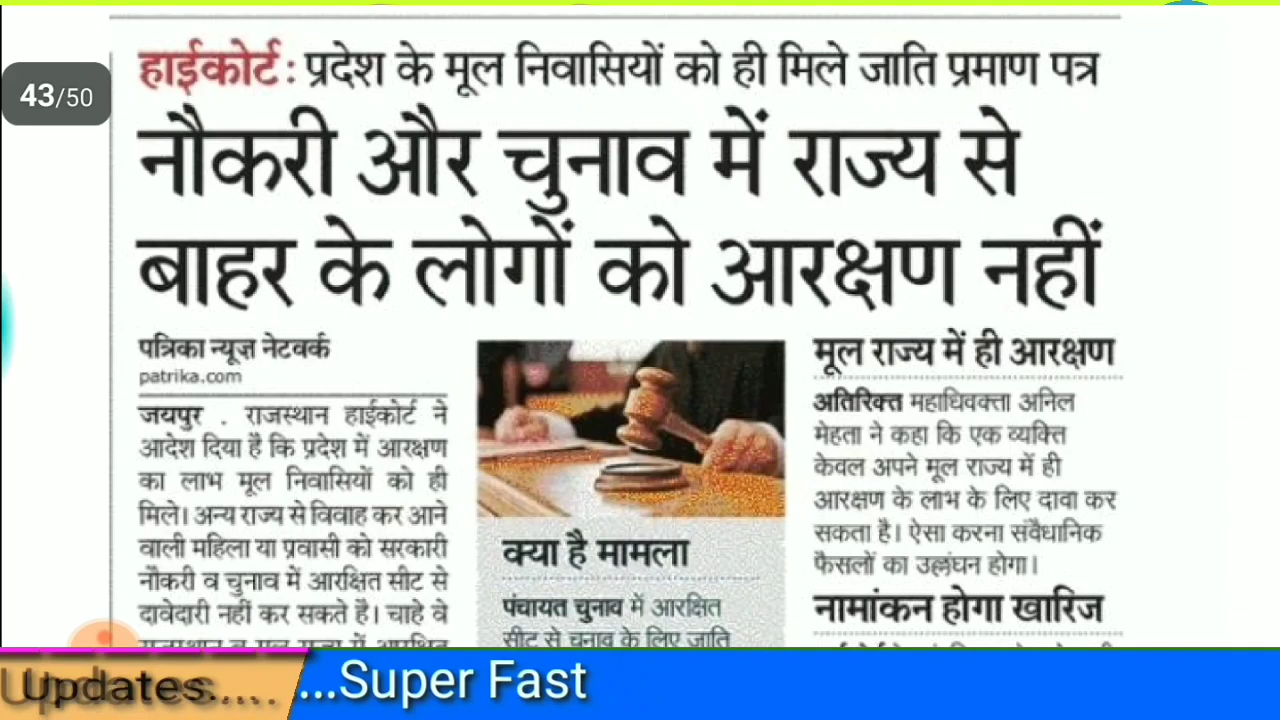 हाईकोर्ट: प्रदेश के मूल निवासियों को ही मिले जाति प्रमाण पत्र
43/50
नौकरी और चुनाव में राज्य से
बाहर के लोगों को आरक्षण नहीं
पत्रिका न्यूज़ नेटवर्क
patrika.com
जयपुर . राजस्थान हाईकोर्ट ने
आदेश दिया है कि प्रदेश में आरक्षण
का लाभ मूल निवासियों को ही
मिले। अन्य राज्य से विवाह कर आने
वाली महिला या प्रवासी को सरकारी
नौकरी व चुनाव में आरक्षित सीट से
दावेदारी नहीं कर सकते है। चाहे वे
क्या है मामला
पंचायत चुनाव में आरक्षित
सीट से चुनाव के लिए जाति
मूल राज्य में ही आरक्षण
अतिरिक्त महाधिवक्ता अनिल
मेहता ने कहा कि एक व्यक्ति
केवल अपने मूल राज्य में ही
आरक्षण के लाभ के लिए दावा कर
सकता है। ऐसा करना संवैधानिक
फैसलों का उल्लंघन होगा।
नामांकन होगा खारिज
Updates.....
...Super Fast